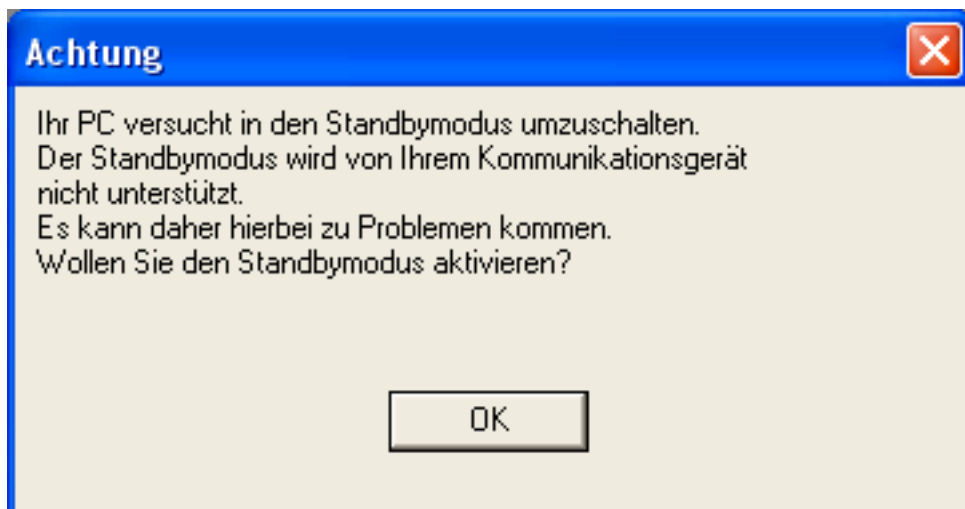 Achtung
Ihr PC versucht in den Standbymodus umzuschalten.
Der Standbymodus wird von Ihrem Kommunikationsgerät
nicht unterstützt.
Es kann daher hierbei zu Problemen kommen.
Wollen Sie den Standbymodus aktivieren?
OK